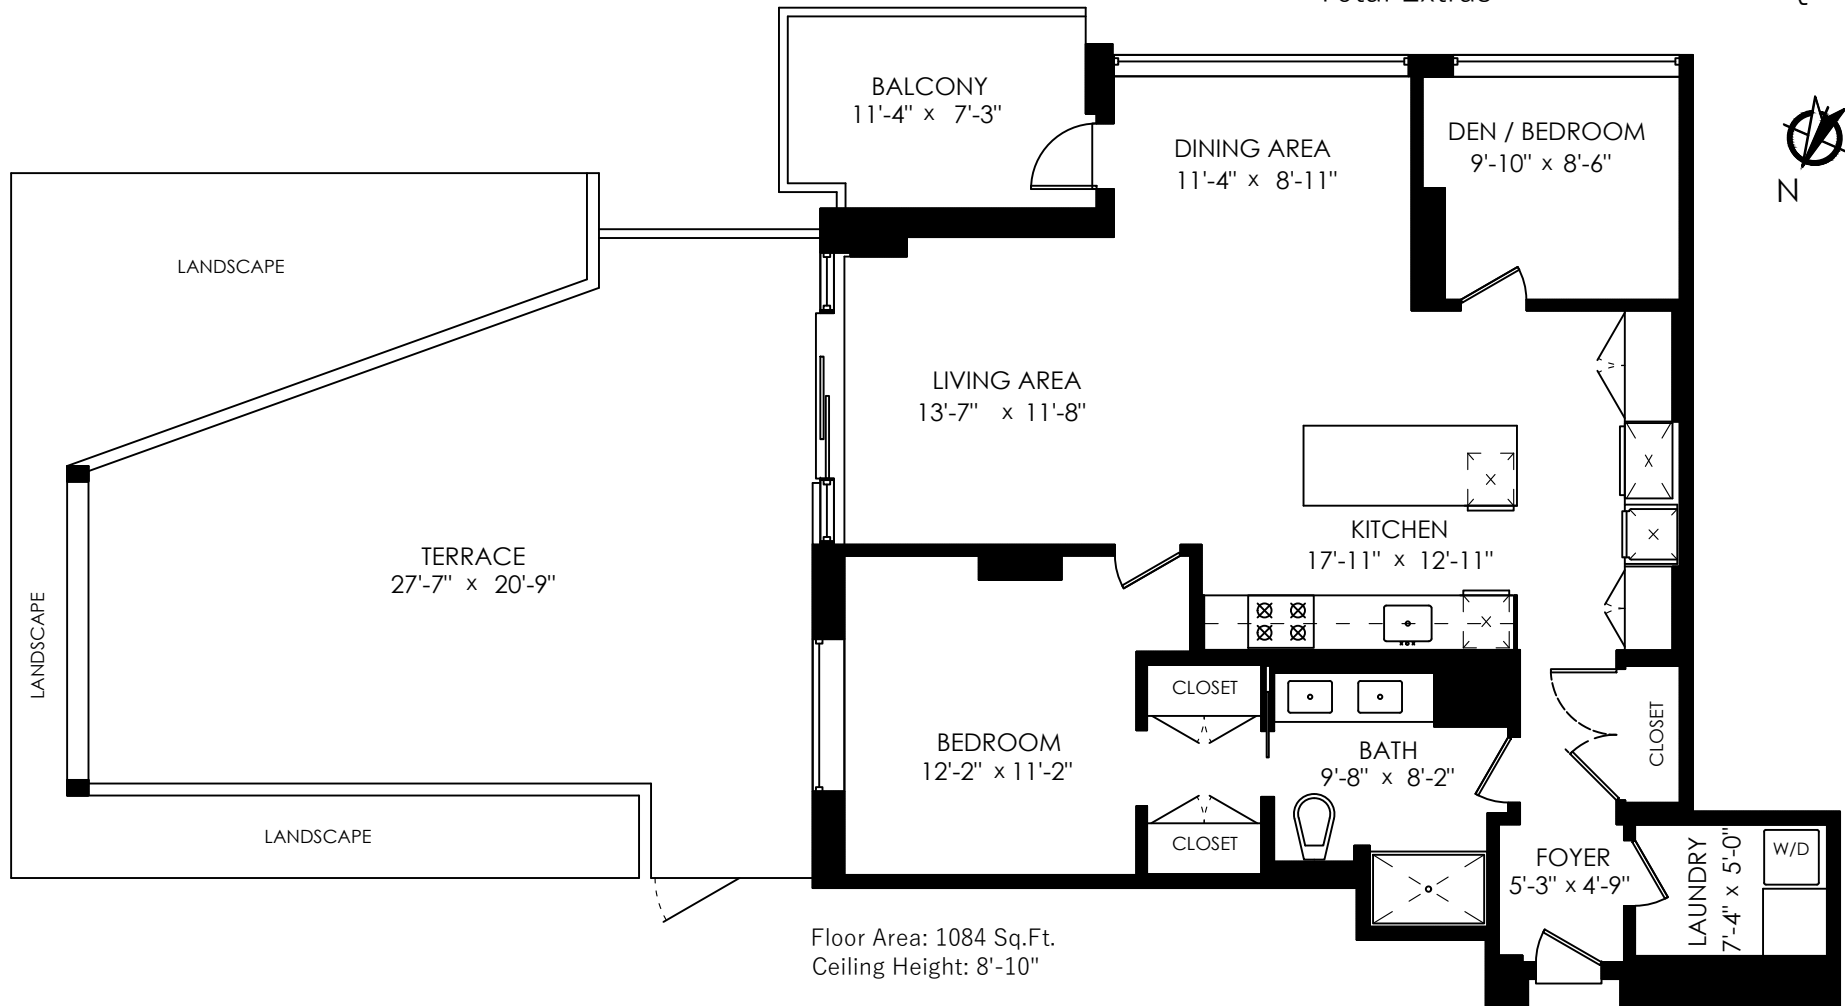 BALCONY
11'-4" x 7'-3"
DINING AREA
11'-4" x 8'-11"
DEN / BEDROOM
9'-10" x 8'-6"
N
LANDSCAPE
LIVING AREA
13'-7" x 11'-8"
TERRACE
27'-7" x 20'-9"
LANDSCAPE
KITCHEN
17'-11" x 12'-11"
CLOSET
BEDROOM
12'-2" x 11'-2"
BATH
9'-8" x 8'-2"
CLOSET
LANDSCAPE
CLOSET
FOYER
5'-3" x 4'-9"
LAUNDRY
7'-4" x 5'-0"
W/D
Floor Area: 1084 Sq.Ft.
Ceiling Height: 8'-10"